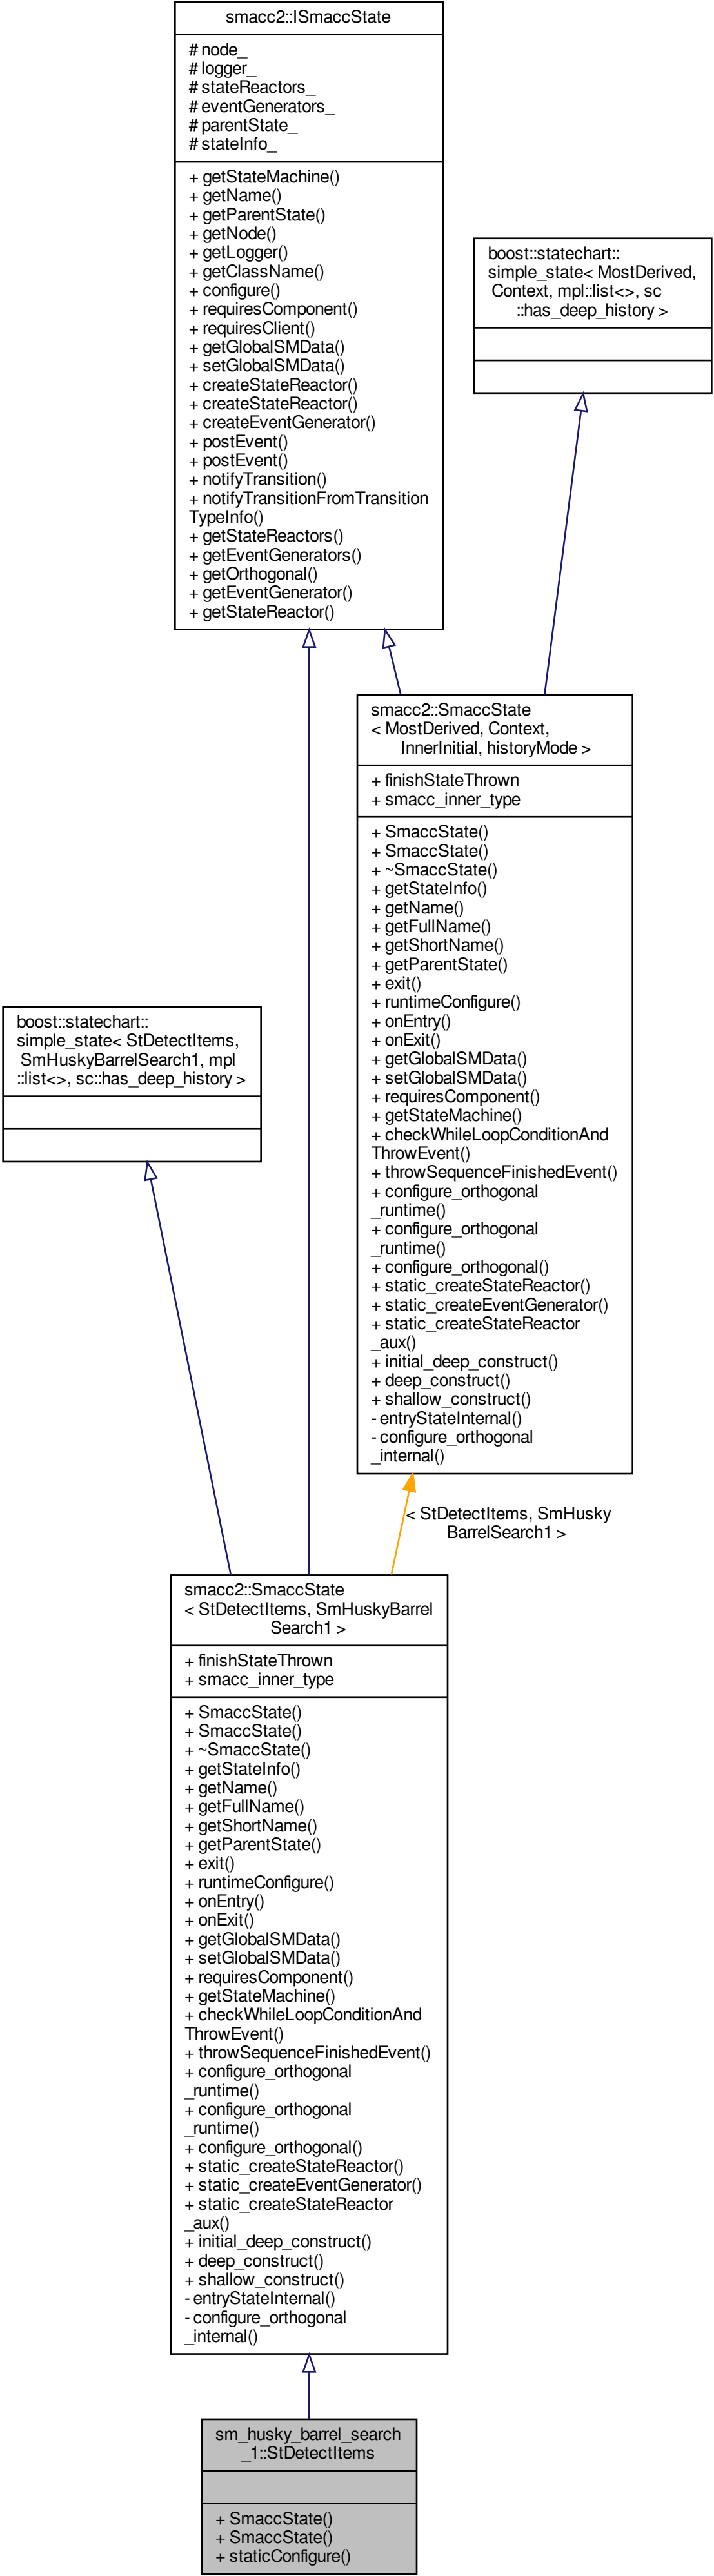 smacc2::ISmaccState
# node_
# logger_
# stateReactors_
# eventGenerators_
# parentState_
# stateInfo_
+ getStateMachine()
+ getName()
+ getParentState()
+ getNode()
+ getLogger()
+ getClassName()
+ configure()
+ requiresComponent()
+ requiresClient()
+ getGlobalSMData()
+ setGlobalSMData()
+ createStateReactor()
+ createStateReactor()
+ createEventGenerator()
+ postEvent()
+ postEvent()
+ notifyTransition()
+ notifyTransitionFromTransition
TypeInfo()
+ getStateReactors()
+ getEventGenerators()
+ getOrthogonal()
+ getEventGenerator()
+ getStateReactor()
boost::statechart::
simple_state< MostDerived,
Context, mpl::list<>, sc
::has_deep_history >
smacc2::SmaccState
< MostDerived, Context,
InnerInitial, historyMode >
+ finishStateThrown
+ smacc_inner_type
+ SmaccState()
+ SmaccState()
+ ~SmaccState()
+ getStateInfo()
+ getName()
+ getFullName()
+ getShortName()
+ getParentState()
+ exit()
+ runtimeConfigure()
+ onEntry()
+ onExit()
+ getGlobalSMData()
+ setGlobalSMData()
+ requiresComponent()
+ getStateMachine()
+ checkWhileLoopConditionAnd
ThrowEvent()
+ throwSequenceFinishedEvent()
+ configure_orthogonal
_runtime()
+ configure_orthogonal
_runtime()
+ configure_orthogonal()
+ static_createStateReactor()
+ static_createEventGenerator()
+ static_createStateReactor
_aux()
+ initial_deep_construct()
+ deep_construct()
+ shallow_construct()
- entryStateInternal()
- configure_orthogonal
_internal()
boost::statechart::
simple_state< StDetectItems,
SmHuskyBarrelSearch1, mpl
::list<>, sc::has_deep_history >
< StDetectItems, SmHusky
BarrelSearch1 >
smacc2::SmaccState
< StDetectItems, SmHuskyBarrel
Search1 >
+ finishStateThrown
+ smacc_inner_type
+ SmaccState()
+ SmaccState()
+ ~SmaccState()
+ getStateInfo()
+ getName()
+ getFullName()
+ getShortName()
+ getParentState()
+ exit()
+ runtimeConfigure()
+ onEntry()
+ onExit()
+ getGlobalSMData()
+ setGlobalSMData()
+ requiresComponent()
+ getStateMachine()
+ checkWhileLoopConditionAnd
ThrowEvent()
+ throwSequenceFinishedEvent()
+ configure_orthogonal
_runtime()
+ configure_orthogonal
_runtime()
+ configure_orthogonal()
+ static_createStateReactor()
+ static_createEventGenerator()
+ static_createStateReactor
_aux()
+ initial_deep_construct()
+ deep_construct()
+ shallow_construct()
- entryStateInternal()
- configure_orthogonal
_internal()
sm_husky_barrel_search
_1::StDetectItems
+ SmaccState()
+ SmaccState()
+ staticConfigure()